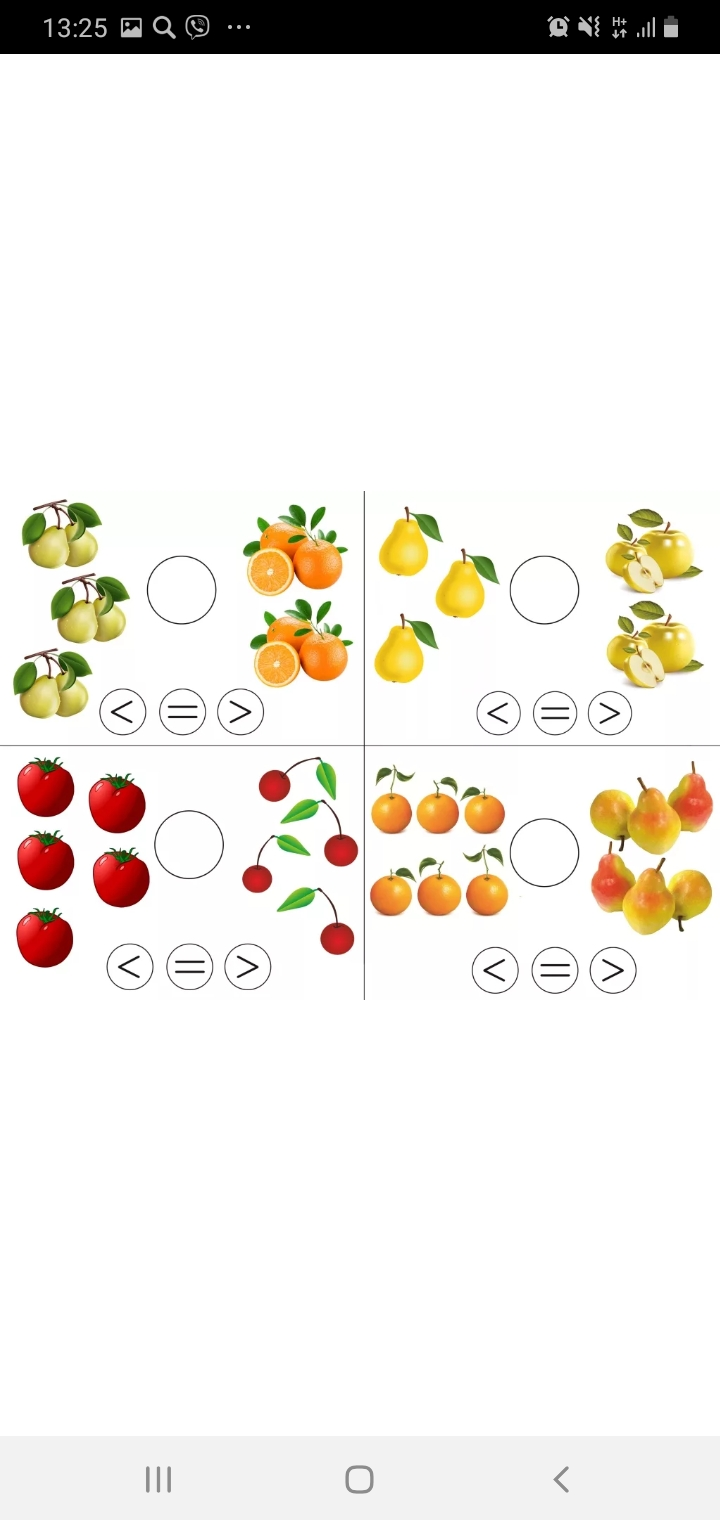 13:25 H+
< = >
< = >
< = >
< = >